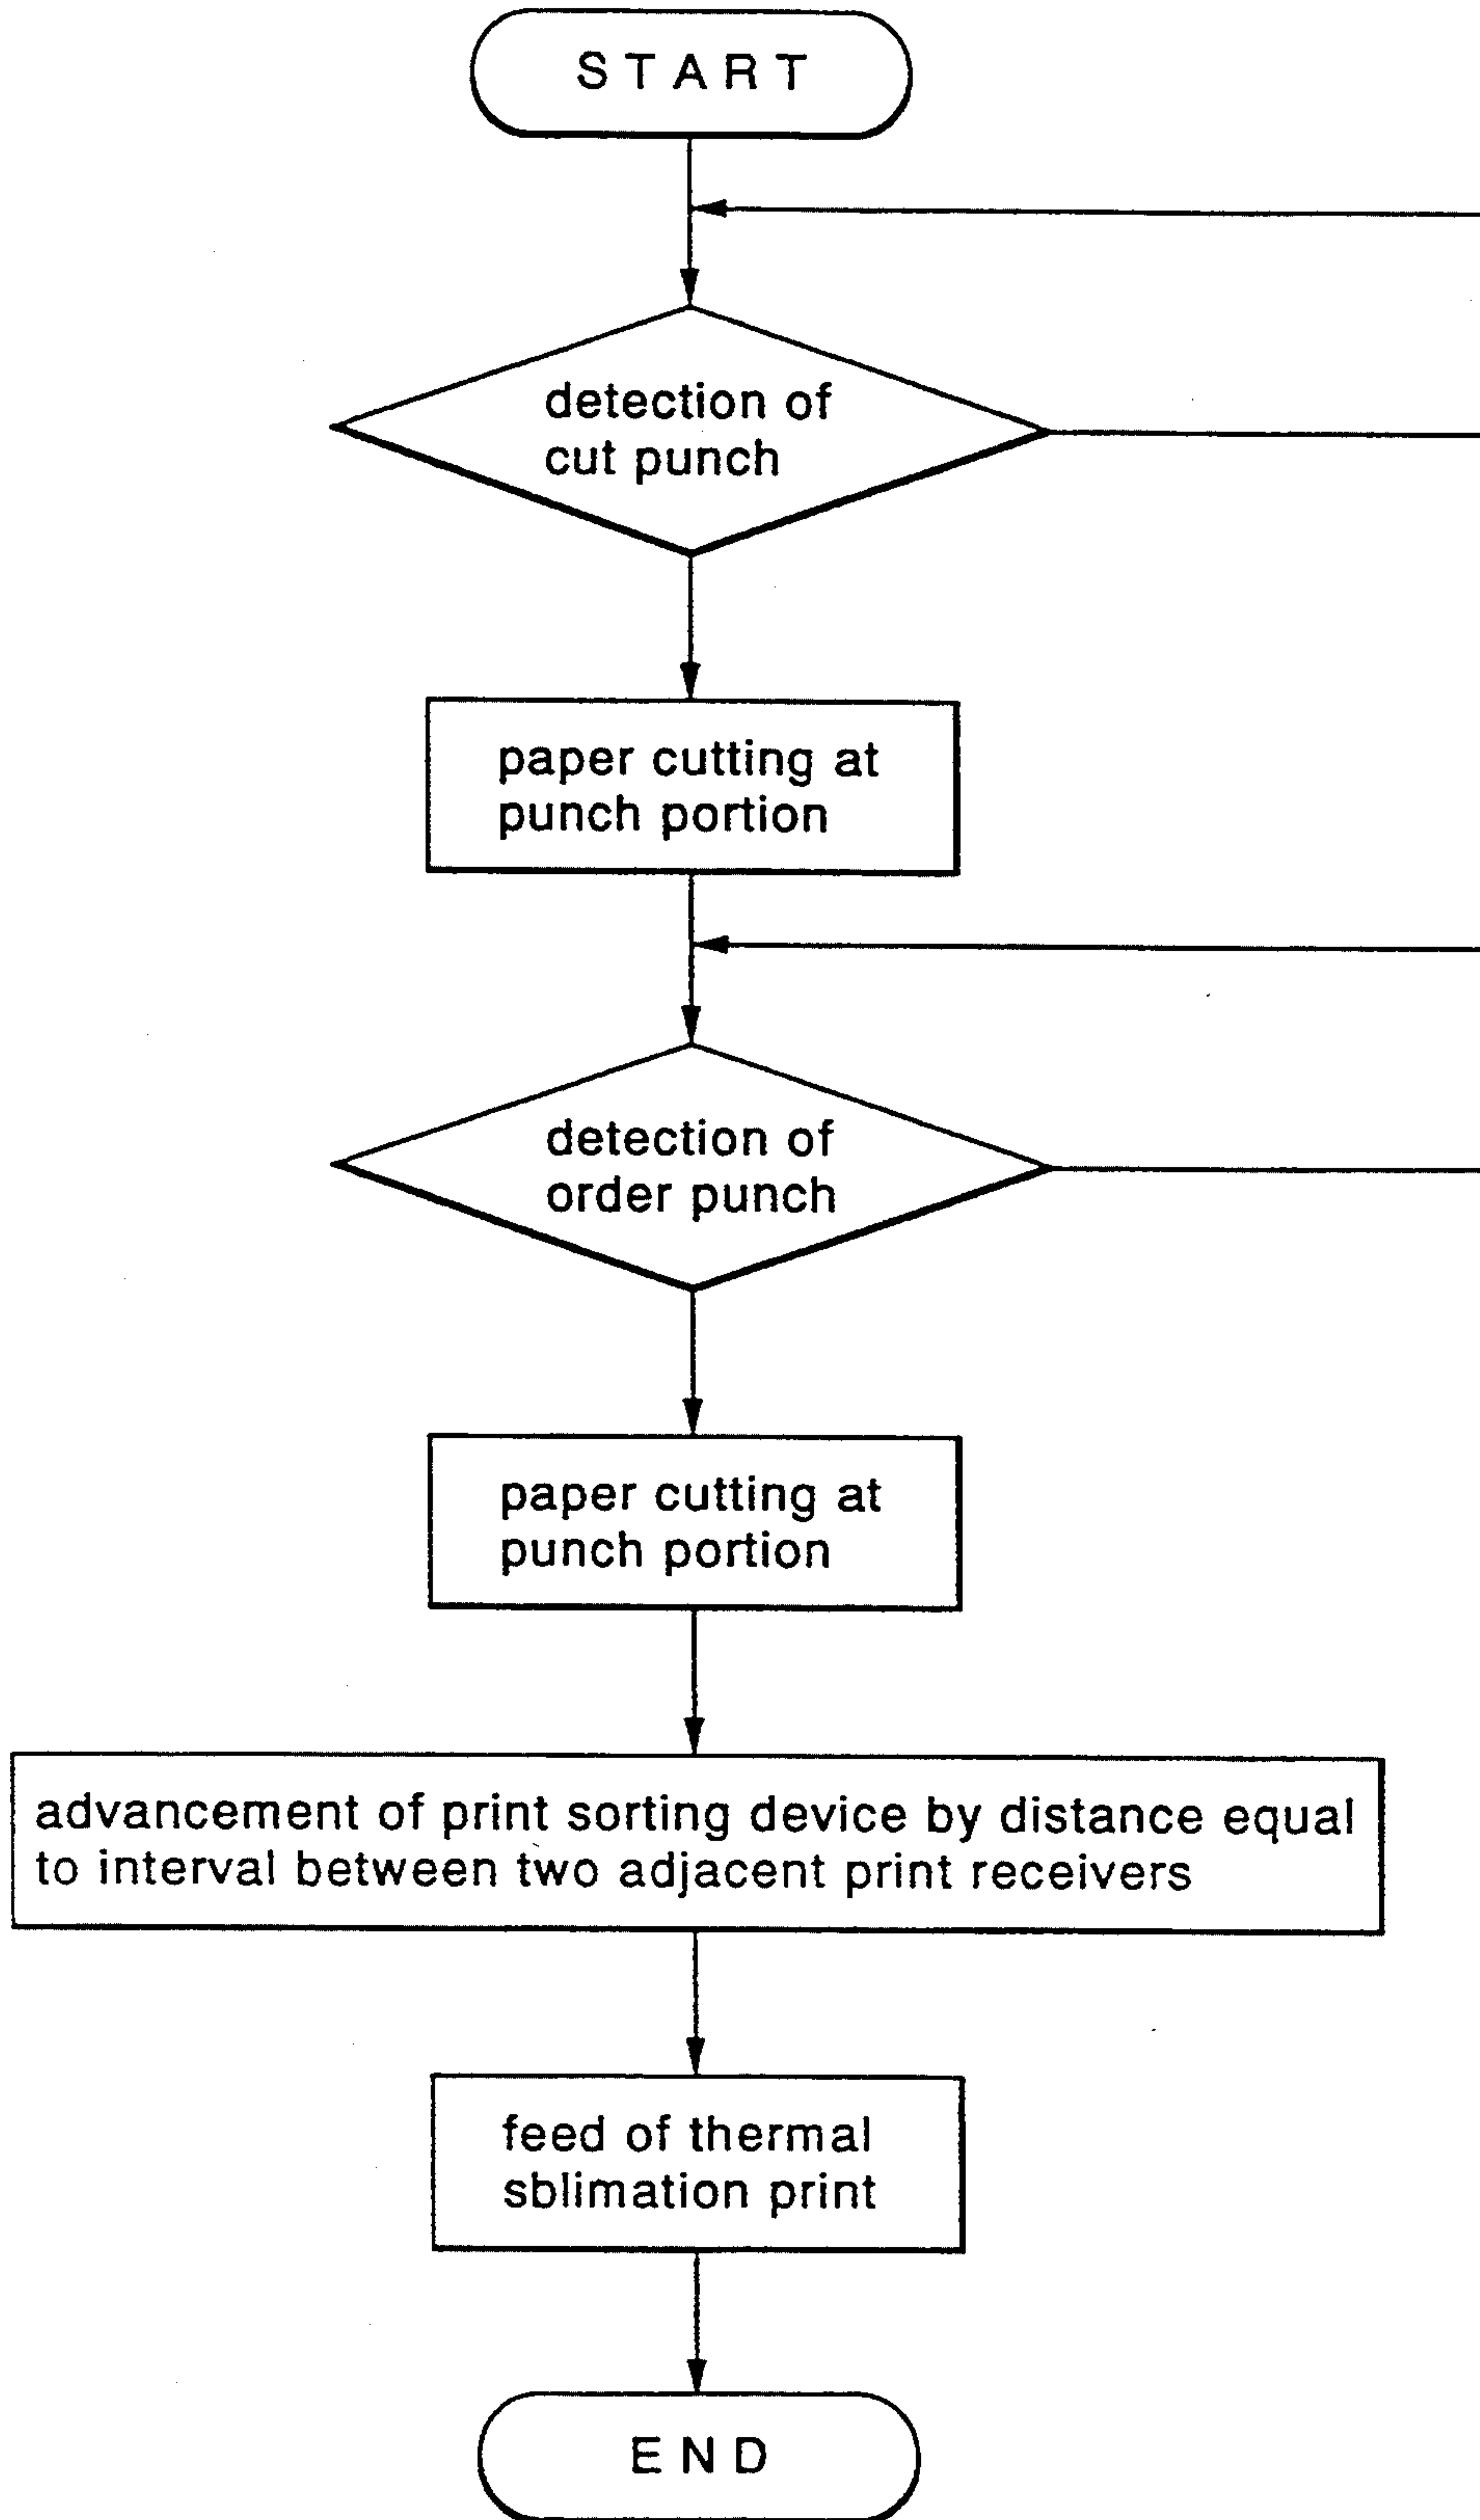 START
detection of
cut punch
paper cutting at
punch portion
detection of
order punch
paper cutting at
punch portion
advancement of print sorting device by distance equal
to interval between two adjacent print receivers
feed of thermal
sblimation print
END